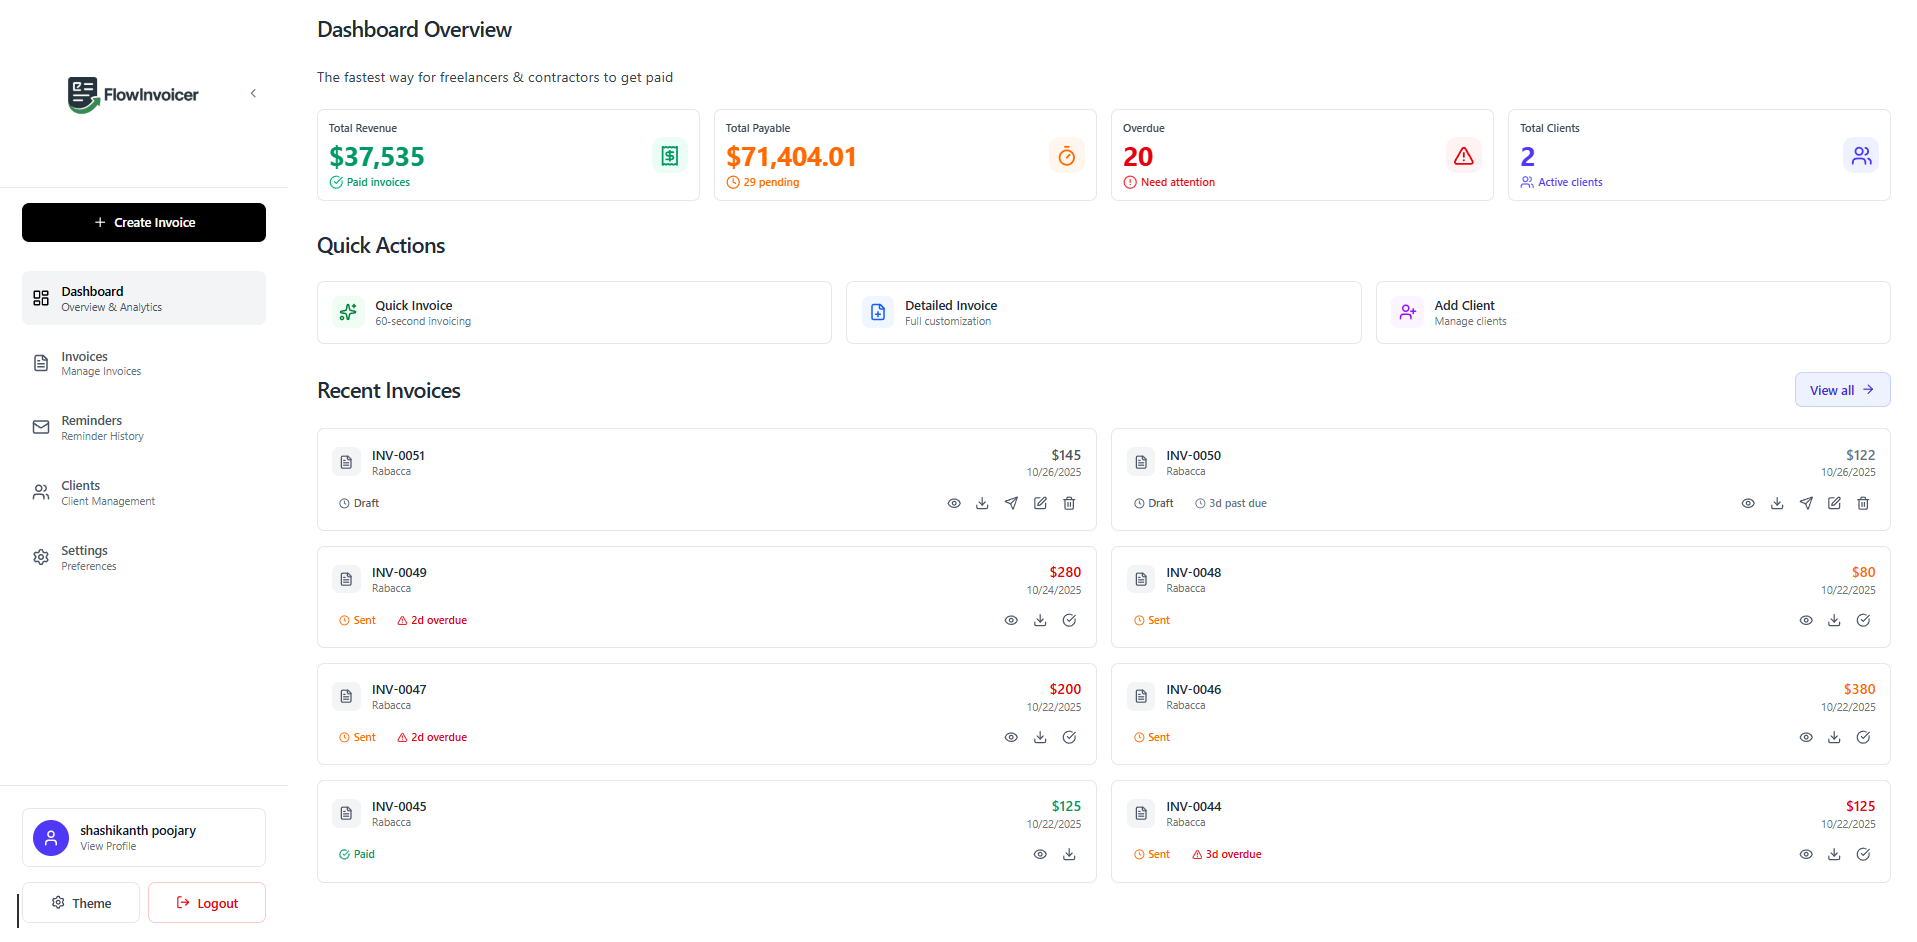 FlowInvoicer
Create Invoice
Dashboard
Overview & Analytics
Invoices
Manage Invoices
Reminders
Reminder History
Clients
Client Management
Settings
Preferences
shashikanth poojary
View Profile
Theme
Logout
Dashboard Overview
The fastest way for freelancers & contractors to get paid
Total Revenue
$37,535
Paid invoices
Total Payable
$71,404.01
29 pending
Overdue
20
Need attention
Total Clients
2
Active clients
Quick Actions
Quick Invoice
60-second invoicing
Detailed Invoice
Full customization
Add Client
Manage clients
Recent Invoices
View all
INV-0051
Rabacca
$145
10/26/2025
Draft
INV-0050
Rabacca
$122
10/26/2025
Draft
3d past due
INV-0049
Rabacca
$280
10/24/2025
Sent
2d overdue
INV-0048
Rabacca
$80
10/22/2025
Sent
INV-0047
Rabacca
$200
10/22/2025
Sent
2d overdue
INV-0046
Rabacca
$380
10/22/2025
Sent
INV-0045
Rabacca
$125
10/22/2025
Paid
INV-0044
Rabacca
$125
10/22/2025
Sent
3d overdue